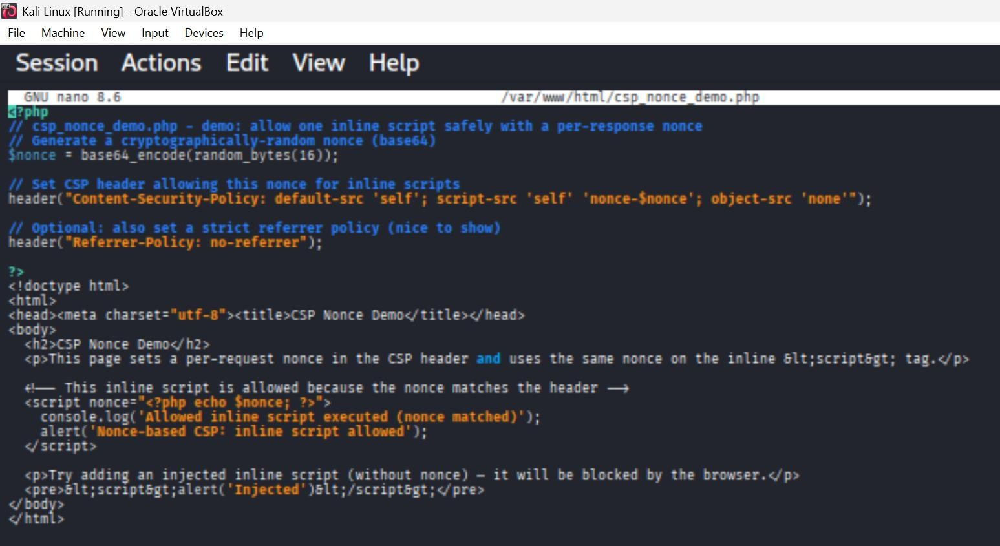 Kali Linux [Running] - Oracle VirtualBox
File Machine View Input Devices Help
Session Actions Edit View Help
GNU nano 8.6 /var/www/html/csp_nonce_demo.php
<?php
// csp_nonce_demo.php - demo: allow one inline script safely with a per-response nonce
// Generate a cryptographically-random nonce (base64)
$nonce = base64_encode(random_bytes(16));
// Set CSP header allowing this nonce for inline scripts
header("Content-Security-Policy: default-src 'self'; script-src 'self' 'nonce-$nonce'; object-src 'none'");
// Optional: also set a strict referrer policy (nice to show)
header("Referrer-Policy: no-referrer");
?>
<!doctype html>
<html>
<head><meta charset="utf-8"><title>CSP Nonce Demo</title></head>
<body>
  <h2>CSP Nonce Demo</h2>
  <p>This page sets a per-request nonce in the CSP header and uses the same nonce on the inline &lt;script&gt; tag.</p>
  <!-- This inline script is allowed because the nonce matches the header -->
  <script nonce="<?php echo $nonce; ?>">
    console.log('Allowed inline script executed (nonce matched)');
    alert('Nonce-based CSP: inline script allowed');
  </script>
  <p>Try adding an injected inline script (without nonce) — it will be blocked by the browser.</p>
  <pre>&lt;script&gt;alert('Injected')&lt;/script&gt;</pre>
</body>
</html>